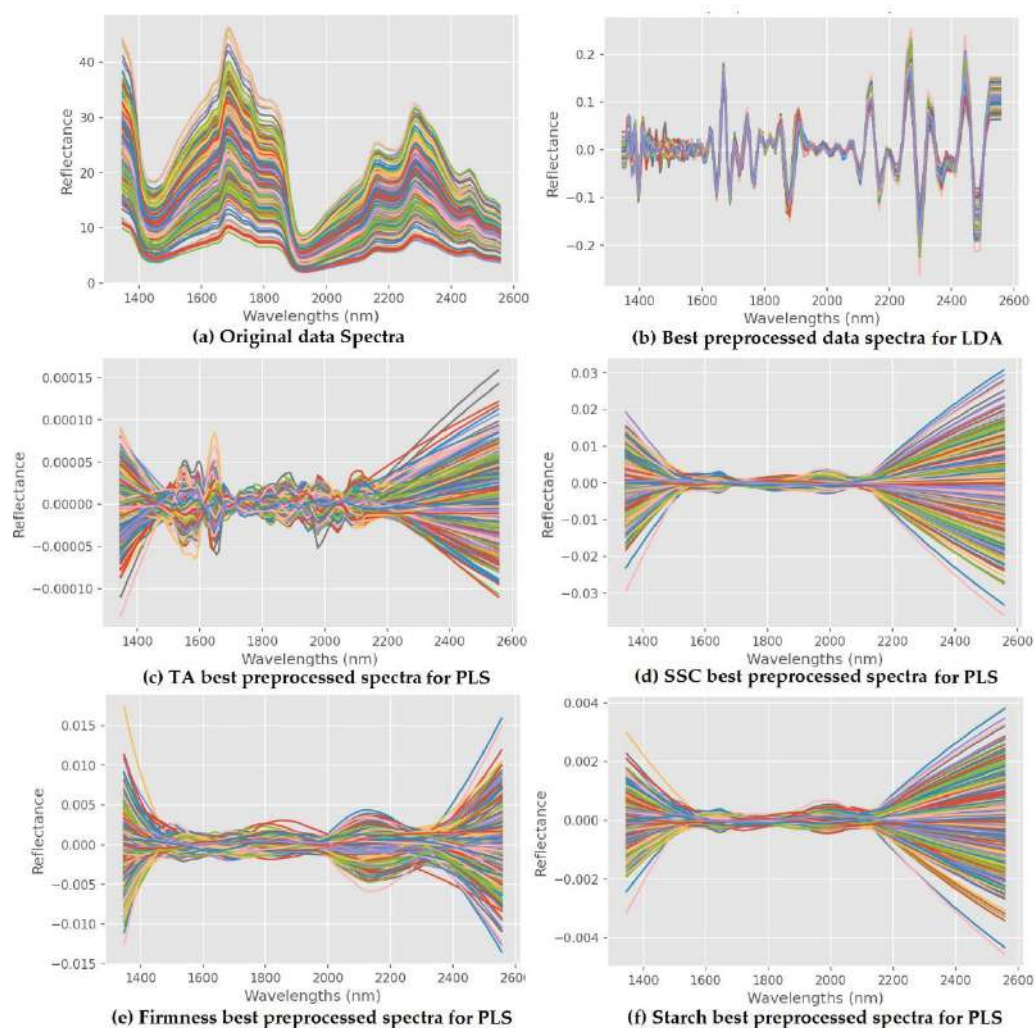 40
30
20
10
0
Reflectance
1400 1600 1800 2000 2200 2400 2600
Wavelengths (nm)
(a) Original data Spectra
0.2
0.1
0.0
−0.1
−0.2
Reflectance
1400 1600 1800 2000 2200 2400 2600
Wavelengths (nm)
(b) Best preprocessed data spectra for LDA
0.00015
0.00010
0.00005
0.00000
−0.00005
−0.00010
Reflectance
1400 1600 1800 2000 2200 2400 2600
Wavelengths (nm)
(c) TA best preprocessed spectra for PLS
0.03
0.02
0.01
0.00
−0.01
−0.02
−0.03
Reflectance
1400 1600 1800 2000 2200 2400 2600
Wavelengths (nm)
(d) SSC best preprocessed spectra for PLS
0.015
0.010
0.005
0.000
−0.005
−0.010
−0.015
Reflectance
1400 1600 1800 2000 2200 2400 2600
Wavelengths (nm)
(e) Firmness best preprocessed spectra for PLS
0.004
0.002
0.000
−0.002
−0.004
Reflectance
1400 1600 1800 2000 2200 2400 2600
Wavelengths (nm)
(f) Starch best preprocessed spectra for PLS